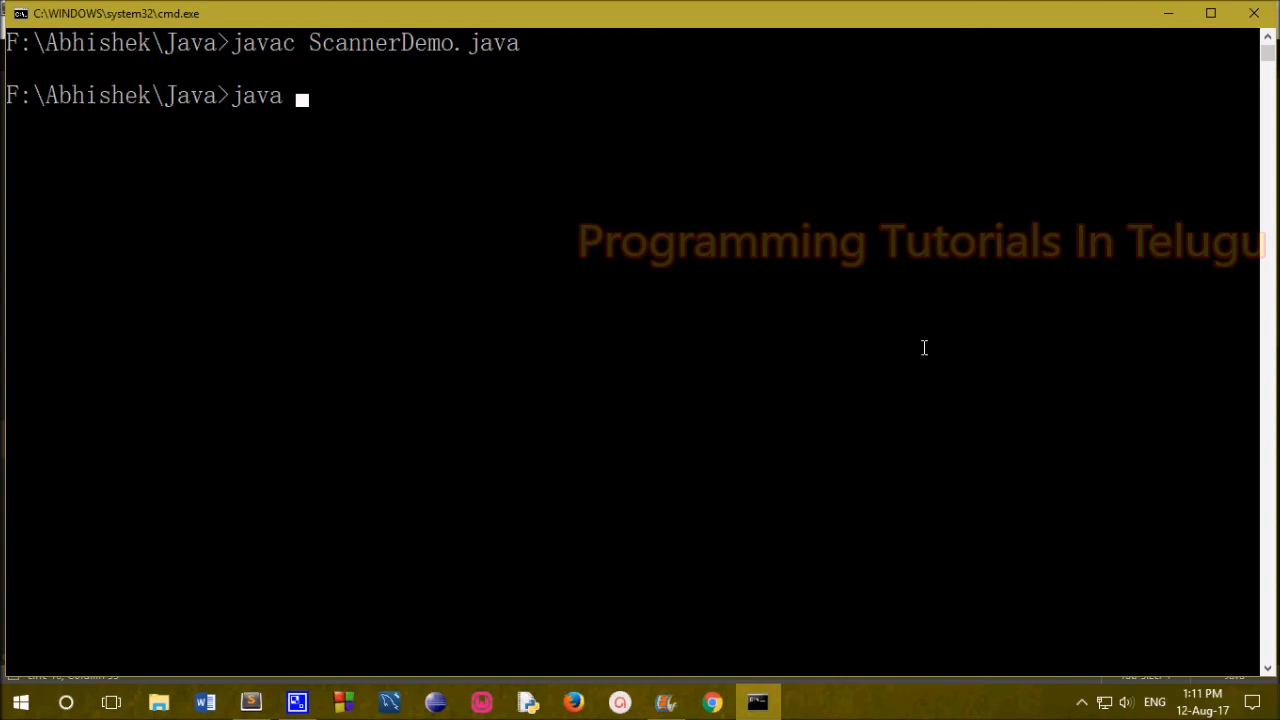 C:\WINDOWS\system32\cmd.exe
F:\Abhishek\Java>javac ScannerDemo.java
F:\Abhishek\Java>java
Programming Tutorials In Telugu
ENG
1:11 PM
12-Aug-17